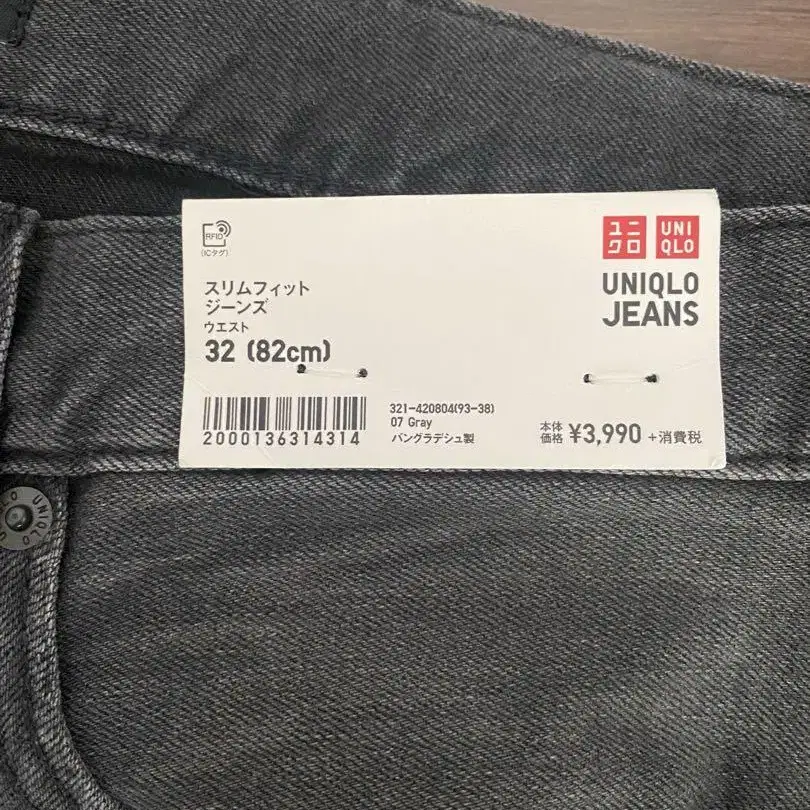 RFID
(ICタグ)
スリムフィット
ジーンズ
ウエスト
32 (82cm)
2000136314314
321-420804(93-38)
07 Gray
バングラデシュ製
ユニ
クロ
UNI
QLO
UNIQLO
JEANS
本体
価格 ¥3,990 +消費税
UNIQLO
UNIQLO